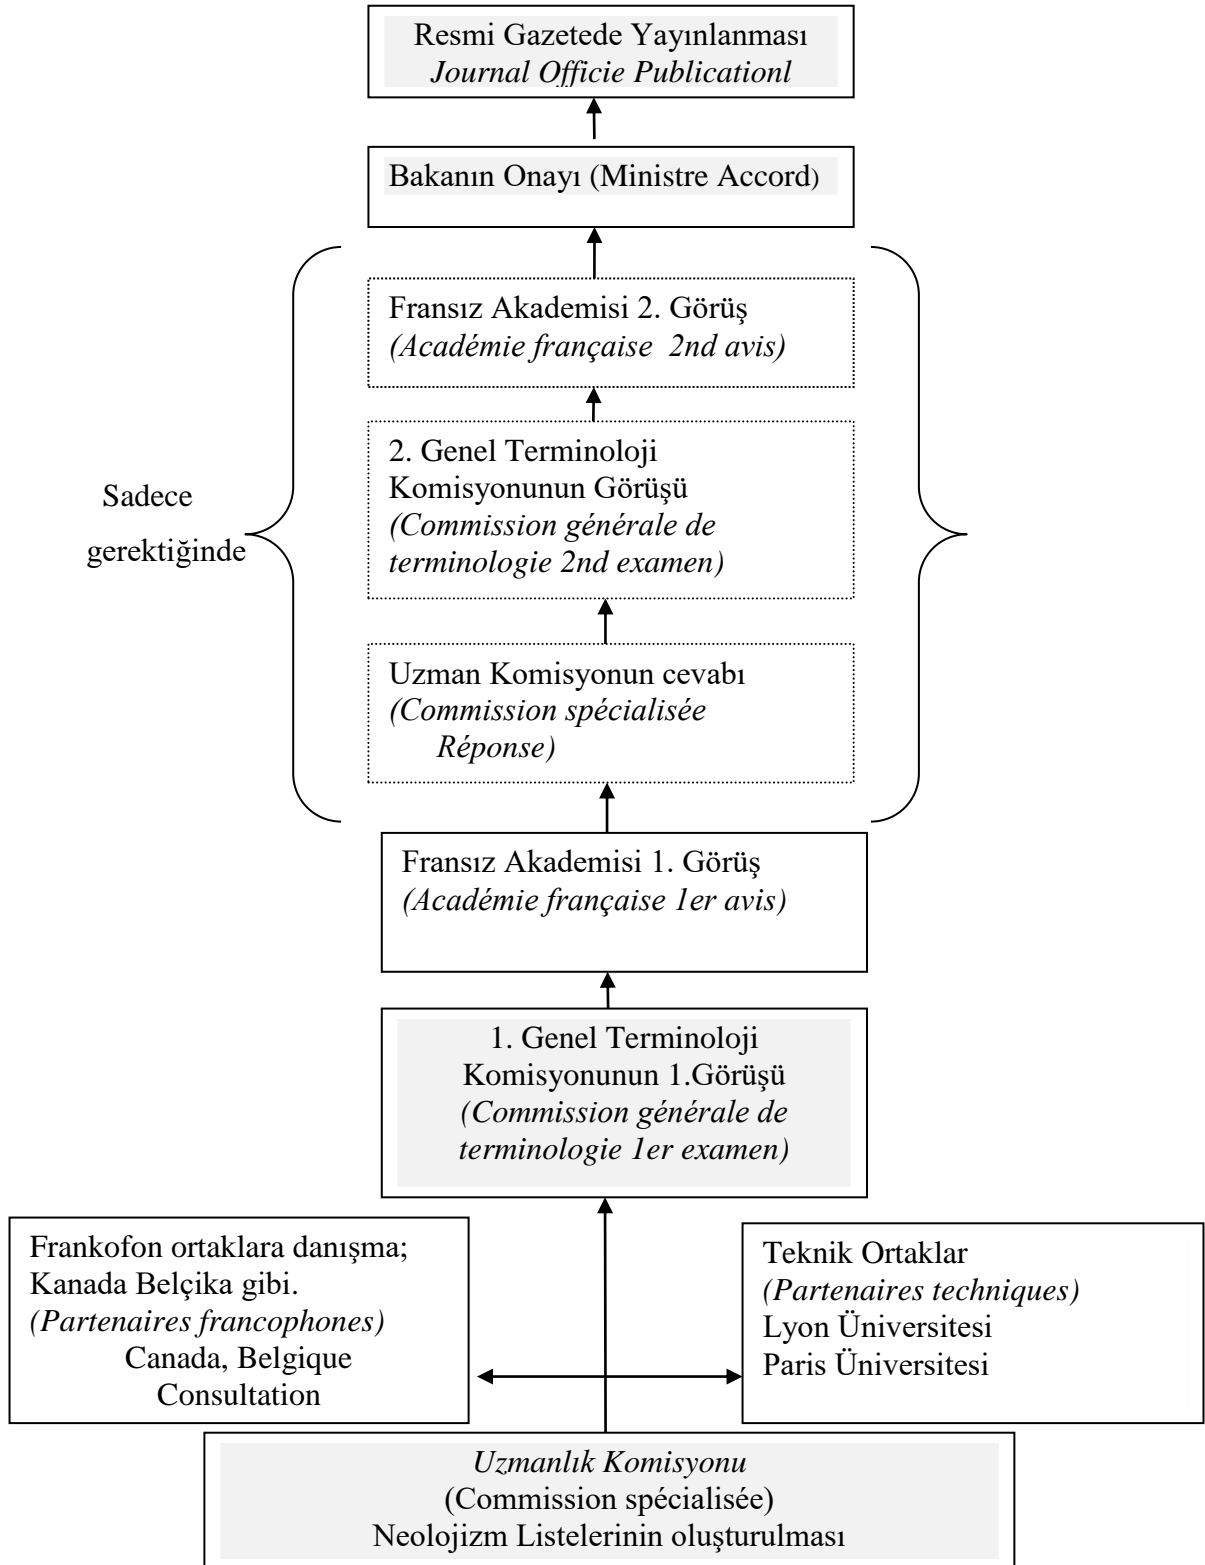 Resmi Gazetede Yayınlanması
Journal Officie Publicationl
Bakanın Onayı (Ministre Accord)
Fransız Akademisi 2. Görüş
(Académie française 2nd avis)
2. Genel Terminoloji
Komisyonunun Görüşü
(Commission générale de
terminologie 2nd examen)
Sadece
gerektiğinde
Uzman Komisyonun cevabı
(Commission spécialisée
Réponse)
Fransız Akademisi 1. Görüş
(Académie française 1er avis)
1. Genel Terminoloji
Komisyonunun 1.Görüşü
(Commission générale de
terminologie 1er examen)
Frankofon ortaklara danışma;
Kanada Belçika gibi.
(Partenaires francophones)
Canada, Belgique
Consultation
Teknik Ortaklar
(Partenaires techniques)
Lyon Üniversitesi
Paris Üniversitesi
Uzmanlık Komisyonu
(Commission spécialisée)
Neolojizm Listelerinin oluşturulması